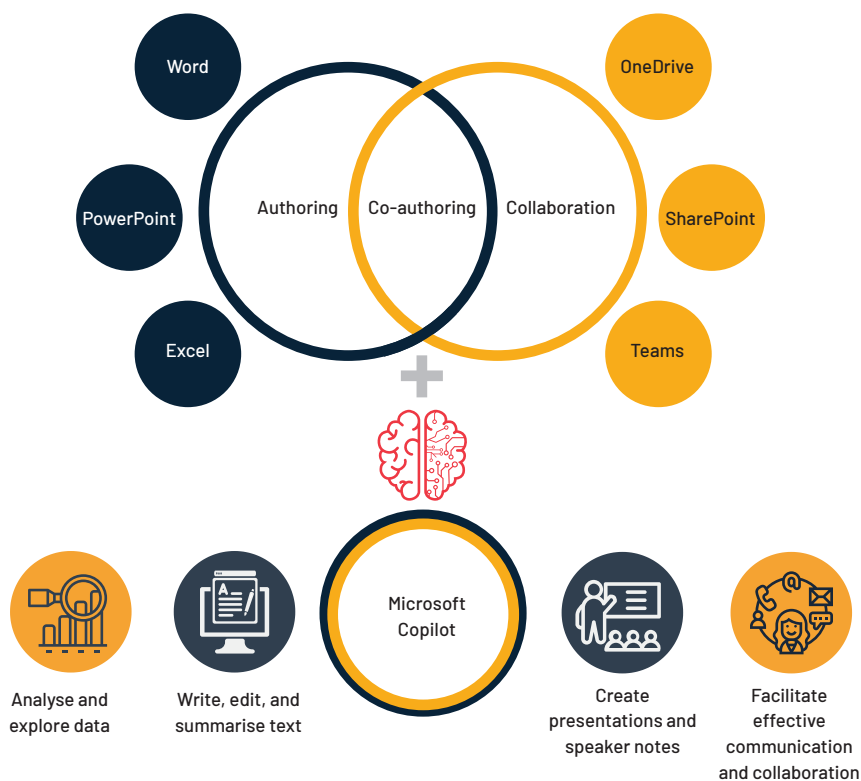 Word
OneDrive
PowerPoint
Authoring
Co-authoring
Collaboration
SharePoint
Excel
Teams
A
Microsoft
Copilot
@
Analyse and
explore data
Write, edit, and
summarise text
Create
presentations and
speaker notes
Facilitate
effective
communication
and collaboration